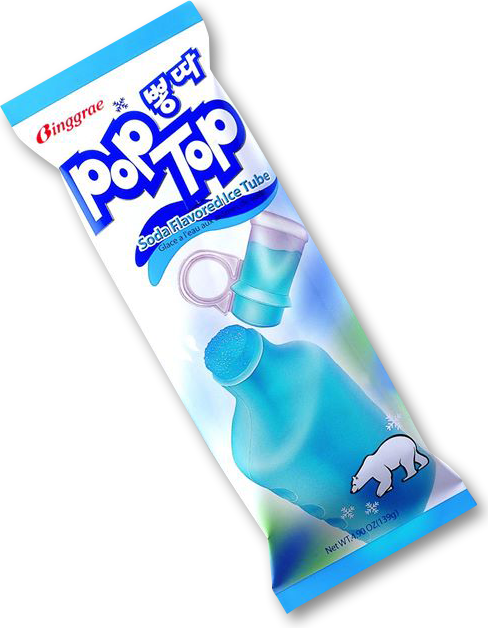 Binggrae
뽕따
Pop
Top
Soda Flavored Ice Tube
Glace a l'eau au
Net WT.4.90 OZ(139g)